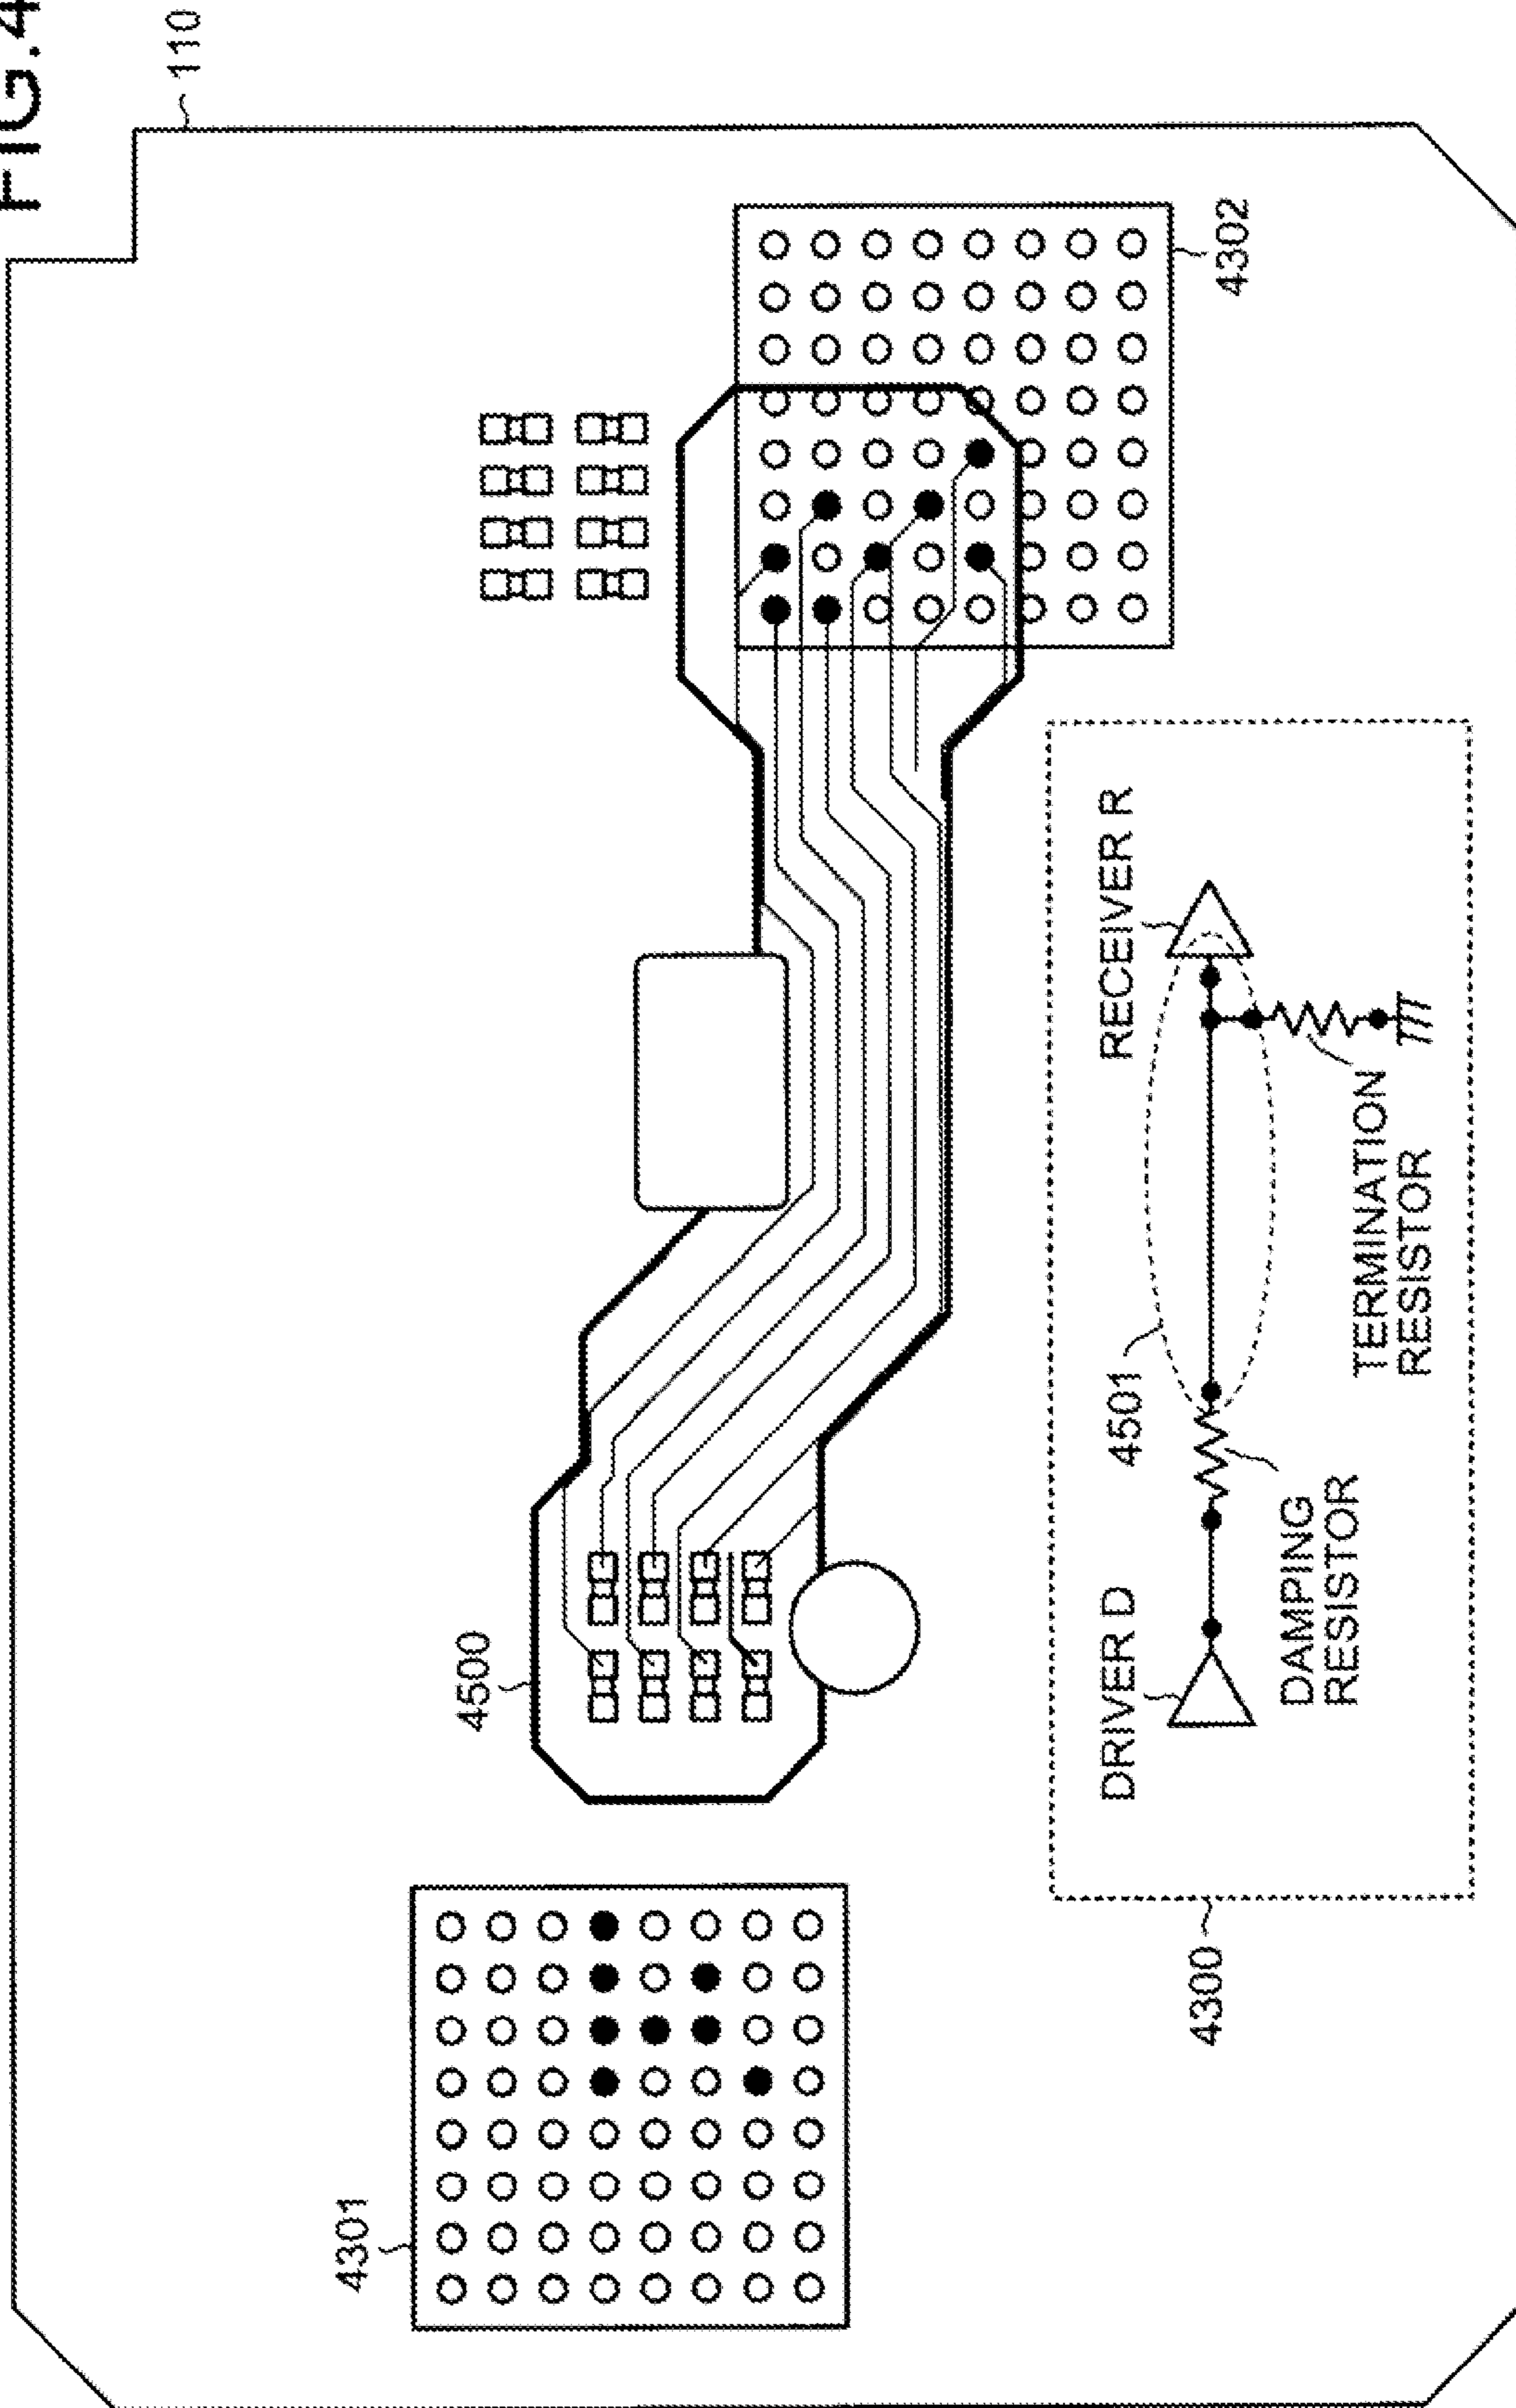 FIG.4
110
4302
4500
4301
RECEIVER R
4501
TERMINATION
RESISTOR
DRIVER D
DAMPING
RESISTOR
4300